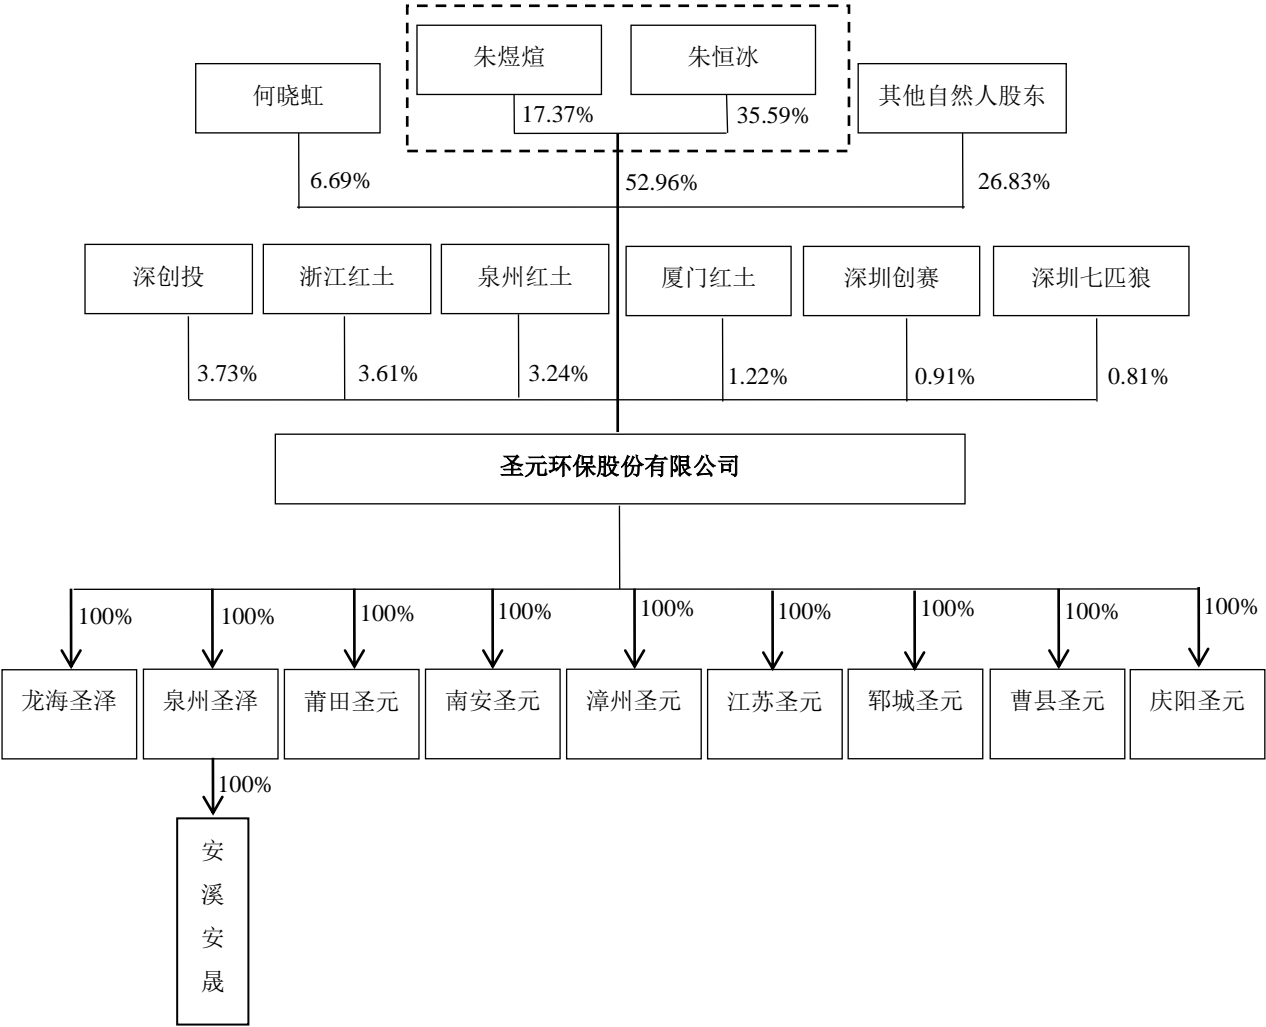 朱煜煊
朱恒冰
何晓虹
其他自然人股东
17.37%
35.59%
6.69%
52.96%
26.83%
深创投
浙江红土
泉州红土
厦门红土
深圳创赛
深圳七匹狼
3.73%
3.61%
3.24%
1.22%
0.91%
0.81%
圣元环保股份有限公司
100%
100%
100%
100%
100%
100%
100%
100%
100%
龙海圣泽
泉州圣泽
莆田圣元
南安圣元
漳州圣元
江苏圣元
郓城圣元
曹县圣元
庆阳圣元
100%
安
溪
安
晟